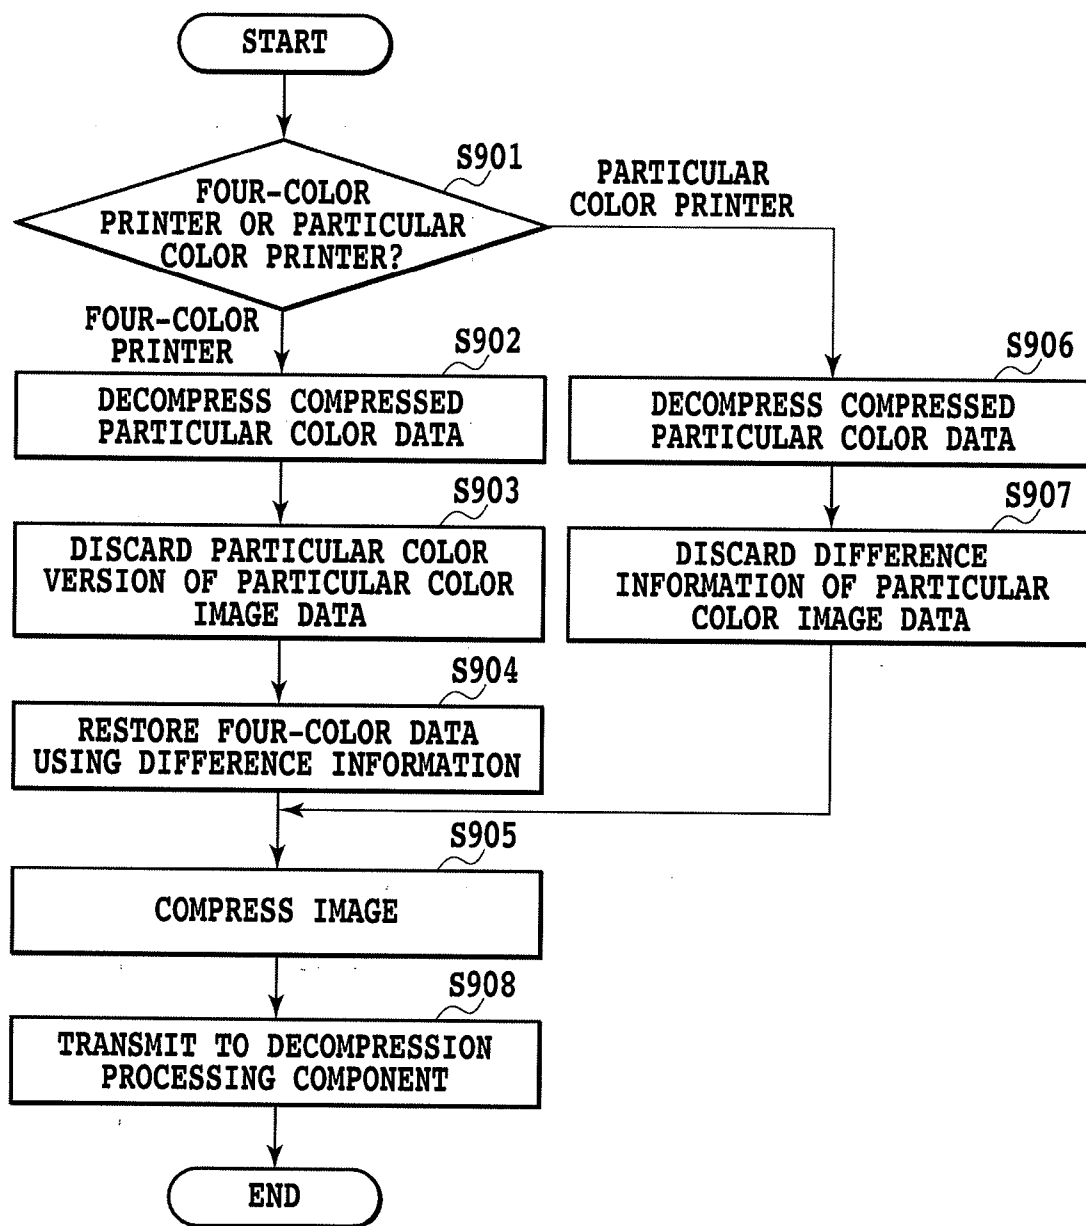 START
S901
FOUR-COLOR
PRINTER OR PARTICULAR
COLOR PRINTER?
PARTICULAR
COLOR PRINTER
FOUR-COLOR
PRINTER
S902
DECOMPRESS COMPRESSED
PARTICULAR COLOR DATA
S906
DECOMPRESS COMPRESSED
PARTICULAR COLOR DATA
S903
DISCARD PARTICULAR COLOR
VERSION OF PARTICULAR COLOR
IMAGE DATA
S907
DISCARD DIFFERENCE
INFORMATION OF PARTICULAR
COLOR IMAGE DATA
S904
RESTORE FOUR-COLOR DATA
USING DIFFERENCE INFORMATION
S905
COMPRESS IMAGE
S908
TRANSMIT TO DECOMPRESSION
PROCESSING COMPONENT
END